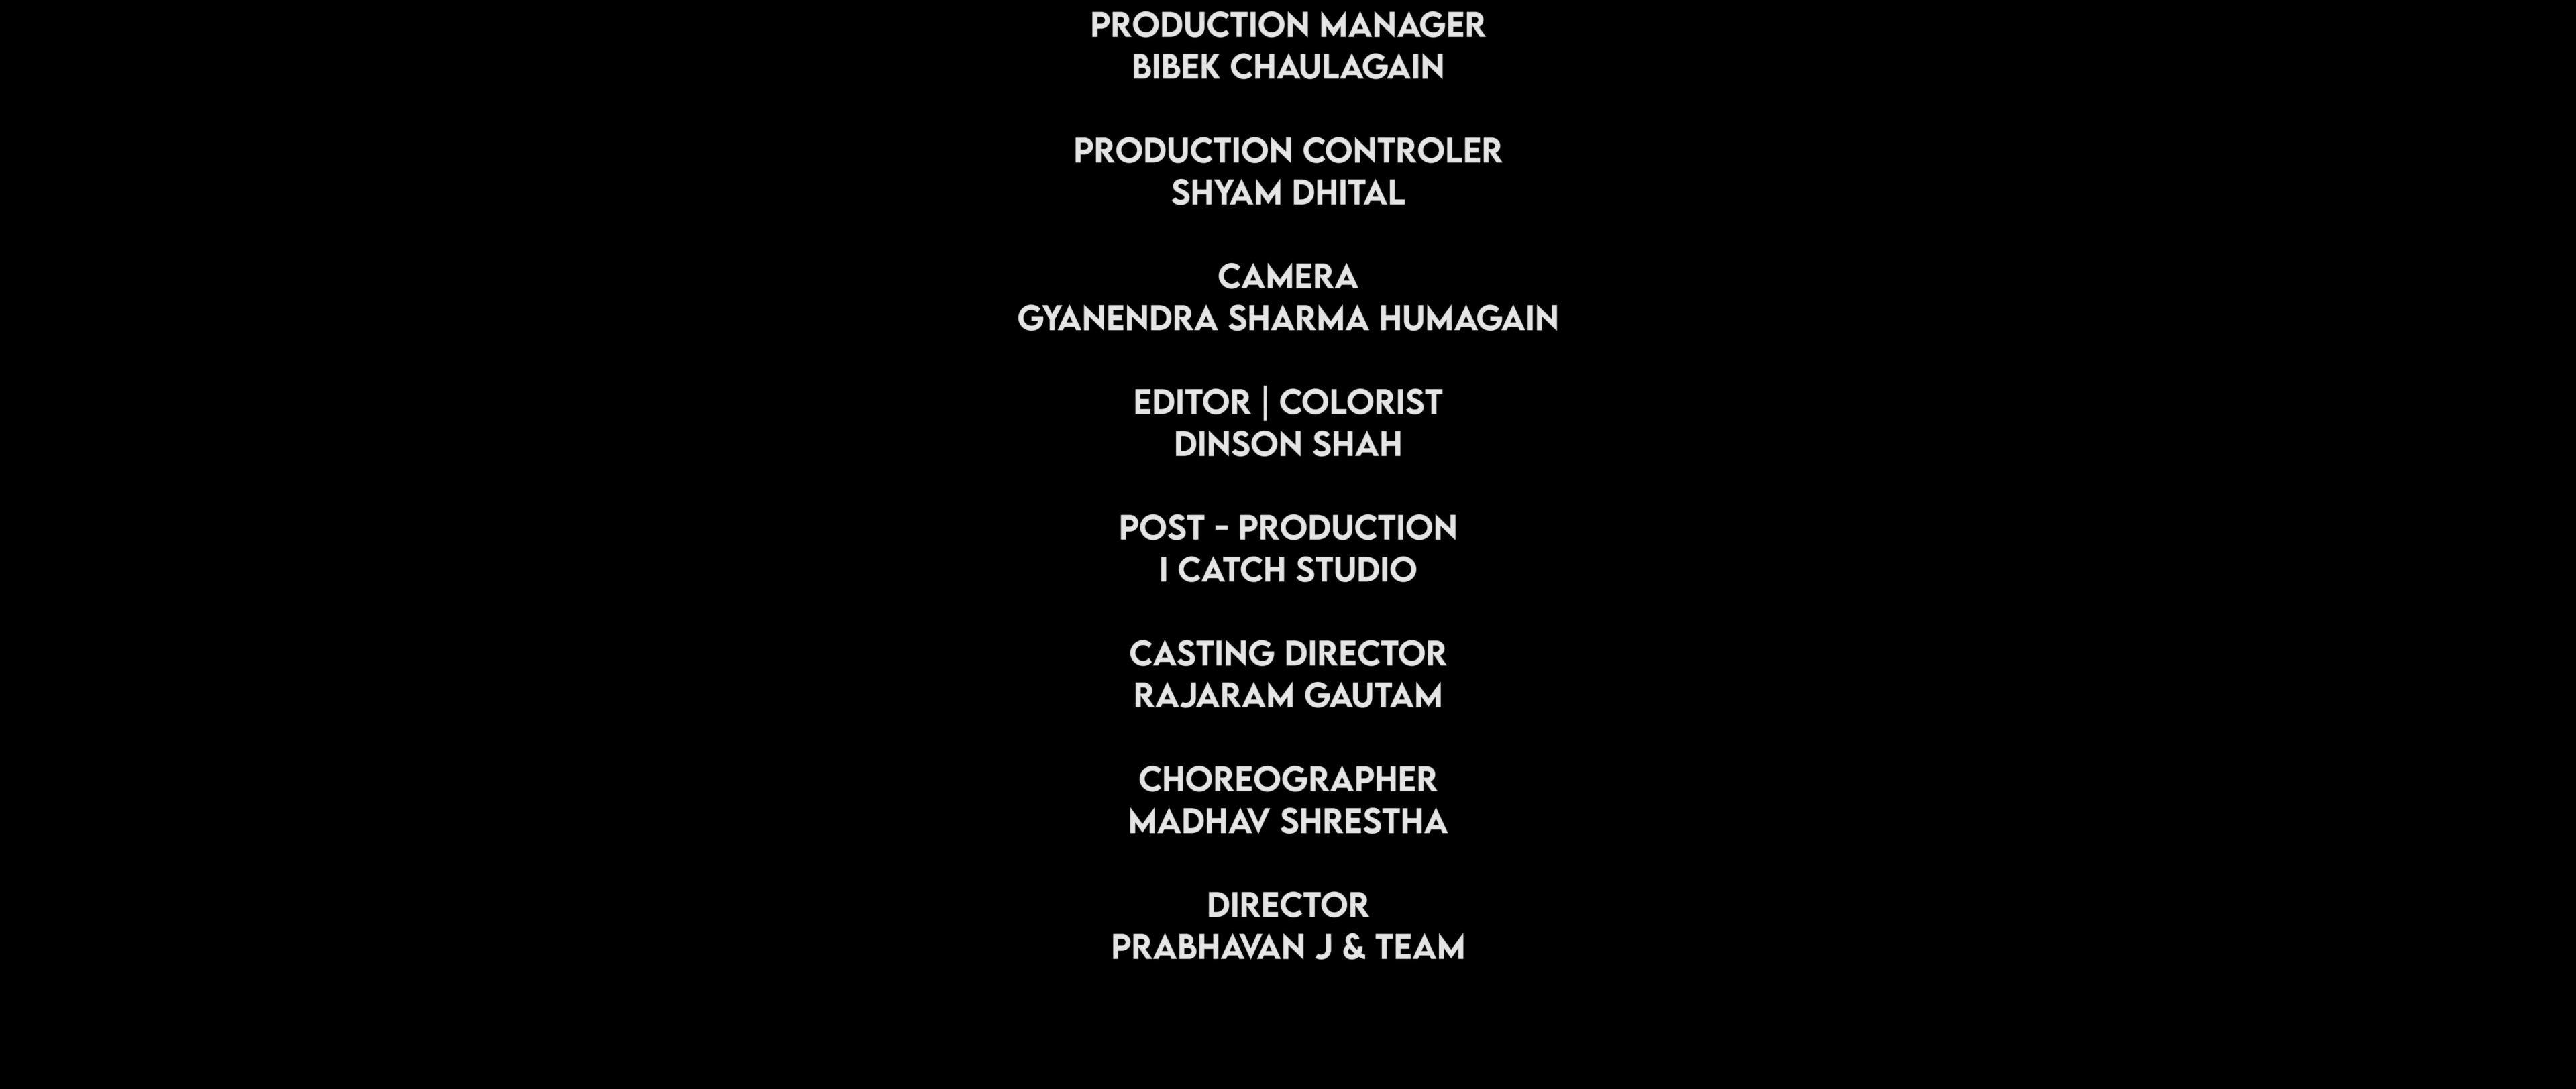 PRODUCTION MANAGER
BIBEK CHAULAGAIN
PRODUCTION CONTROLER
SHYAM DHITAL
CAMERA
GYANENDRA SHARMA HUMAGAIN
EDITOR | COLORIST
DINSON SHAH
POST - PRODUCTION
I CATCH STUDIO
CASTING DIRECTOR
RAJARAM GAUTAM
CHOREOGRAPHER
MADHAV SHRESTHA
DIRECTOR
PRABHAVAN J & TEAM